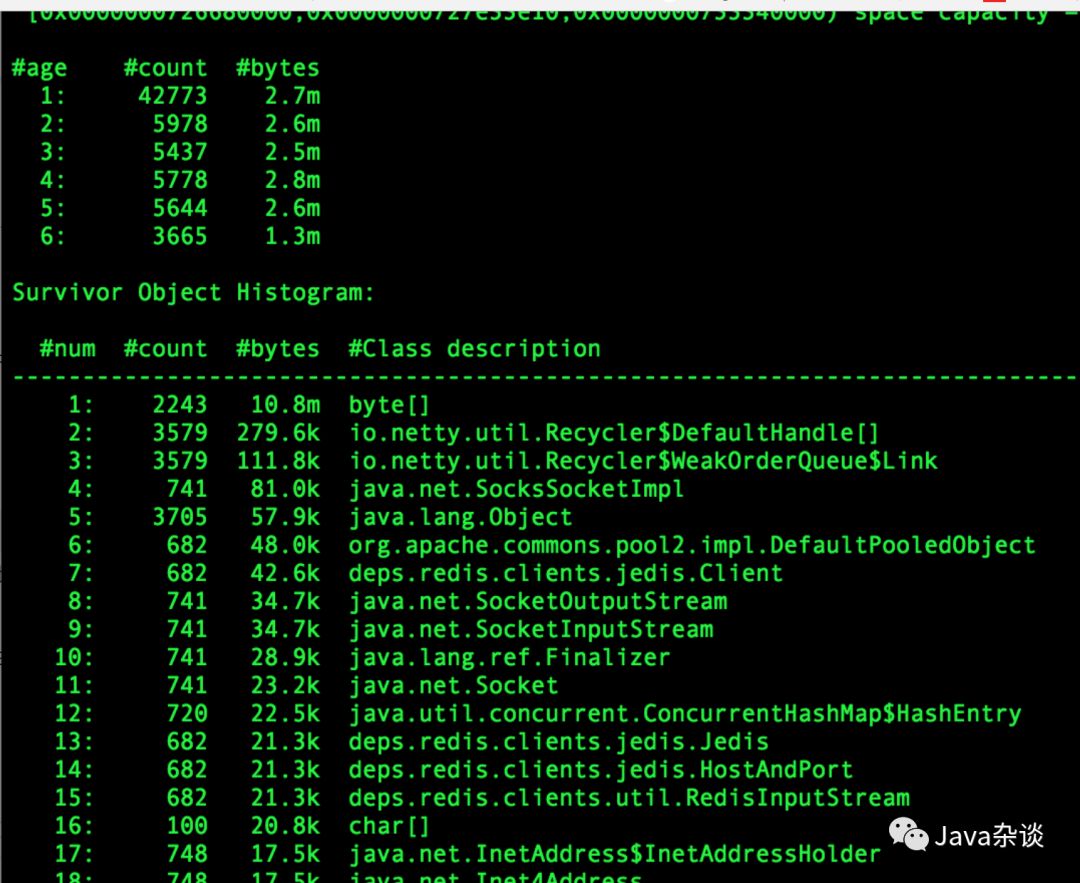 [0x0000000726680000,0x0000000727e33e10,0x0000000733340000) space capacity =
#age #count #bytes
1: 42773 2.7m
2: 5978 2.6m
3: 5437 2.5m
4: 5778 2.8m
5: 5644 2.6m
6: 3665 1.3m
Survivor Object Histogram:
#num #count #bytes #Class description
--------------------------------------------------------------------------------
1: 2243 10.8m byte[]
2: 3579 279.6k io.netty.util.Recycler$DefaultHandle[]
3: 3579 111.8k io.netty.util.Recycler$WeakOrderQueue$Link
4: 741 81.0k java.net.SocksSocketImpl
5: 3705 57.9k java.lang.Object
6: 682 48.0k org.apache.commons.pool2.impl.DefaultPooledObject
7: 682 42.6k deps.redis.clients.jedis.Client
8: 741 34.7k java.net.SocketOutputStream
9: 741 34.7k java.net.SocketInputStream
10: 741 28.9k java.lang.ref.Finalizer
11: 741 23.2k java.net.Socket
12: 720 22.5k java.util.concurrent.ConcurrentHashMap$HashEntry
13: 682 21.3k deps.redis.clients.jedis.Jedis
14: 682 21.3k deps.redis.clients.jedis.HostAndPort
15: 682 21.3k deps.redis.clients.util.RedisInputStream
16: 100 20.8k char[]
Java杂谈
17: 748 17.5k java.net.InetAddress$InetAddressHolder
18: 748 17.5k java.net.Inet4Address